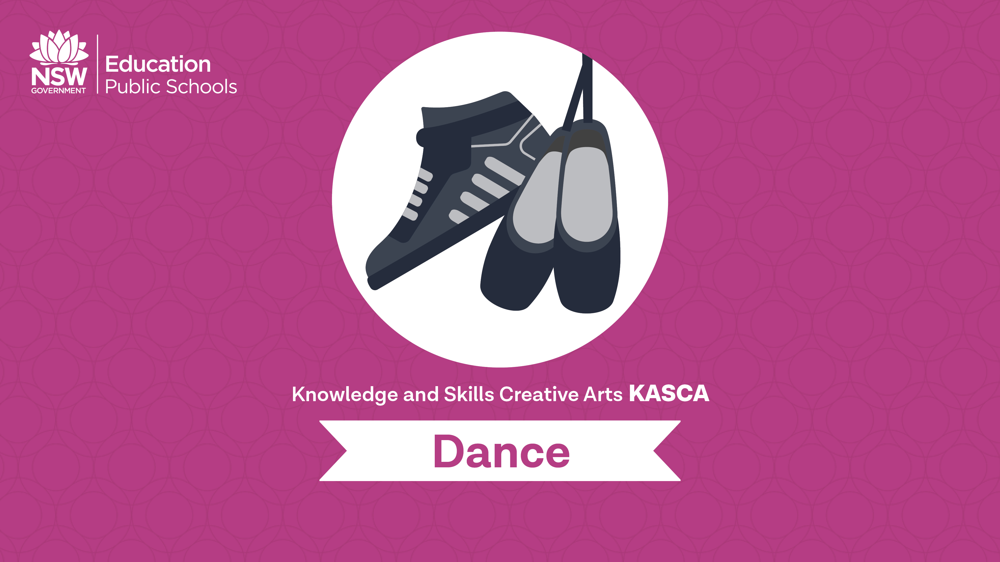 NSW
GOVERNMENT
Education
Public Schools
Knowledge and Skills Creative Arts KASCA
Dance